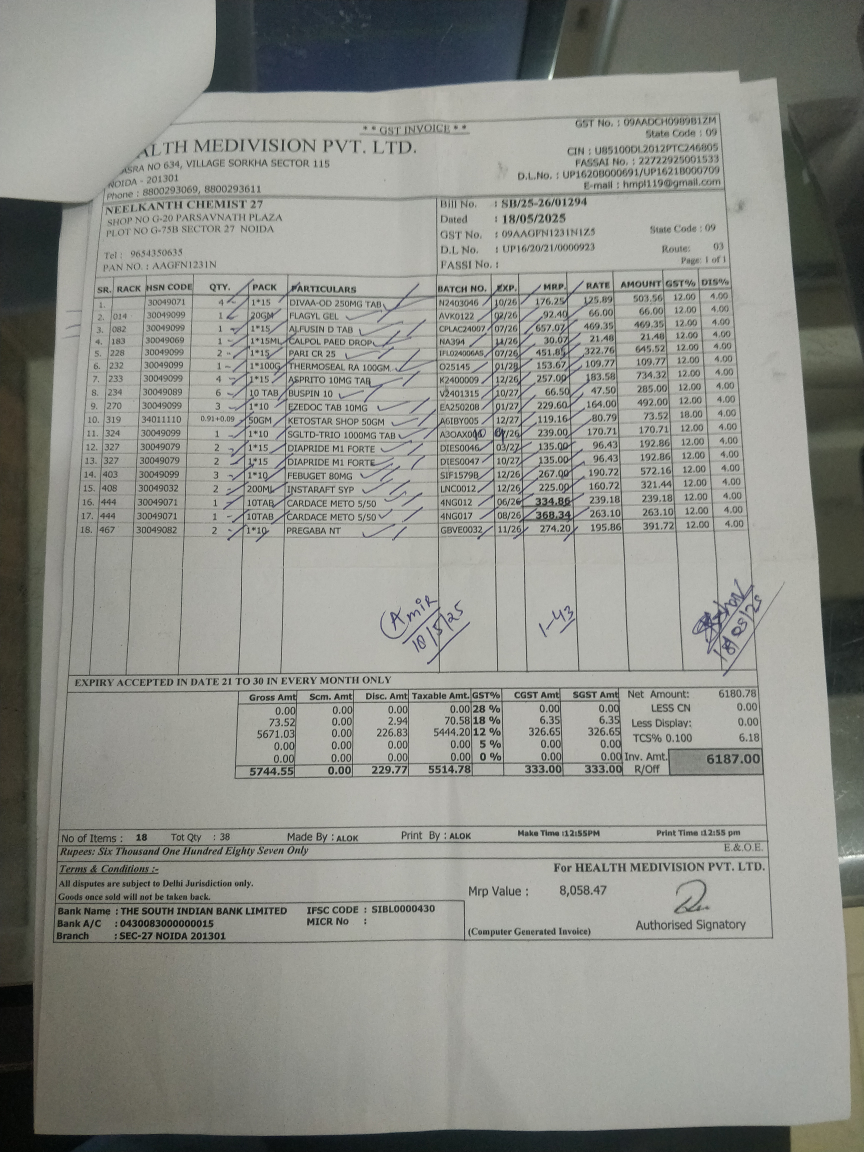 ** GST INVOICE **
GST No. : 09AADCH0989B1ZM
State Code : 09
ALTH MEDIVISION PVT. LTD.
CIN : U85100DL2012PTC246805
ASRA NO 634, VILLAGE SORKHA SECTOR 115
FASSAI No. : 22722925001533
NOIDA - 201301
D.L.No. : UP1620B000691/UP1621B000709
Phone : 8800293069, 8800293611
E-mail : hmpl119@gmail.com
NEELKANTH CHEMIST 27
SHOP NO G-20 PARSAVNATH PLAZA
PLOT NO G-75B SECTOR 27 NOIDA
Tel : 9654350635
PAN NO. : AAGFN1231N
Bill No. : SB/25-26/01294
Dated : 18/05/2025
GST No. : 09AAGFN1231N1Z5 State Code : 09
D.L No. : UP16/20/21/0000923 Route: 03
FASSI No. : Page: 1 of 1
SR. RACK HSN CODE QTY. PACK PARTICULARS BATCH NO. EXP. MRP. RATE AMOUNT GST% DIS%
1. 30049071 4 1*15 DIVAA-OD 250MG TAB N2403046 10/26 176.25 125.89 503.56 12.00 4.00
2. 014 30049099 1 20GM FLAGYL GEL AVK0122 02/26 92.40 66.00 66.00 12.00 4.00
3. 082 30049099 1 1*15 ALFUSIN D TAB CPLAC24007 07/26 657.07 469.35 469.35 12.00 4.00
4. 183 30049069 1 1*15ML CALPOL PAED DROP NA394 11/26 30.07 21.48 21.48 12.00 4.00
5. 228 30049099 2 1*15 PARI CR 25 IFL024006AS 07/26 451.85 322.76 645.52 12.00 4.00
6. 232 30049099 1 1*100G THERMOSEAL RA 100GM O25145 01/28 153.67 109.77 109.77 12.00 4.00
7. 233 30049099 4 1*15 ASPRITO 10MG TAB K2400009 12/26 257.00 183.58 734.32 12.00 4.00
8. 234 30049089 6 10 TAB BUSPIN 10 V2401315 10/27 66.50 47.50 285.00 12.00 4.00
9. 270 30049099 3 1*10 EZEDOC TAB 10MG EA250208 01/27 229.60 164.00 492.00 12.00 4.00
10. 319 34011110 0.91+0.09 50GM KETOSTAR SHOP 50GM A6IBY005 12/27 119.16 80.79 73.52 18.00 4.00
11. 324 30049099 1 1*10 SGLTD-TRIO 1000MG TAB /26 239.00 170.71 170.71 12.00 4.00
12. 327 30049079 2 1*15 DIAPRIDE M1 FORTE DIES0046 03/27 135.00 96.43 192.86 12.00 4.00
13. 327 30049079 2 1*15 DIAPRIDE M1 FORTE DIES0047 10/27 135.00 96.43 192.86 12.00 4.00
14. 403 30049099 3 1*10 FEBUGET 80MG SIF1579B 12/26 267.00 190.72 572.16 12.00 4.00
15. 408 30049032 2 200ML INSTARAFT SYP LNC0012 12/26 225.00 160.72 321.44 12.00 4.00
16. 444 30049071 1 10TAB CARDACE METO 5/50 4NG012 06/26 334.86 239.18 239.18 12.00 4.00
17. 444 30049071 1 10TAB CARDACE METO 5/50 4NG017 08/26 368.34 263.10 263.10 12.00 4.00
18. 467 30049082 2 1*10 PREGABA NT GBVE0032 11/26 274.20 195.86 391.72 12.00 4.00
Amir
18/5/25
1-43
18/05/25
EXPIRY ACCEPTED IN DATE 21 TO 30 IN EVERY MONTH ONLY
Gross Amt Scm. Amt Disc. Amt Taxable Amt. GST% CGST Amt SGST Amt
0.00 0.00 0.00 0.00 28 % 0.00 0.00
73.52 0.00 2.94 70.58 18 % 6.35 6.35
5671.03 0.00 226.83 5444.20 12 % 326.65 326.65
0.00 0.00 0.00 0.00 5 % 0.00 0.00
0.00 0.00 0.00 0.00 0 % 0.00 0.00
5744.55 0.00 229.77 5514.78 333.00 333.00
Net Amount: 6180.78
LESS CN 0.00
Less Display: 0.00
TCS% 0.100 6.18
Inv. Amt. 6187.00
R/Off
No of Items : 18 Tot Qty : 38 Made By : ALOK Print By : ALOK Make Time :12:55PM Print Time :12:55 pm
Rupees: Six Thousand One Hundred Eighty Seven Only E.&.O.E.
Terms & Conditions :-
For HEALTH MEDIVISION PVT. LTD.
All disputes are subject to Delhi Jurisdiction only.
Goods once sold will not be taken back.
Mrp Value : 8,058.47
Bank Name : THE SOUTH INDIAN BANK LIMITED IFSC CODE : SIBL0000430
Bank A/C : 0430083000000015 MICR No :
Branch : SEC-27 NOIDA 201301
(Computer Generated Invoice)
Authorised Signatory